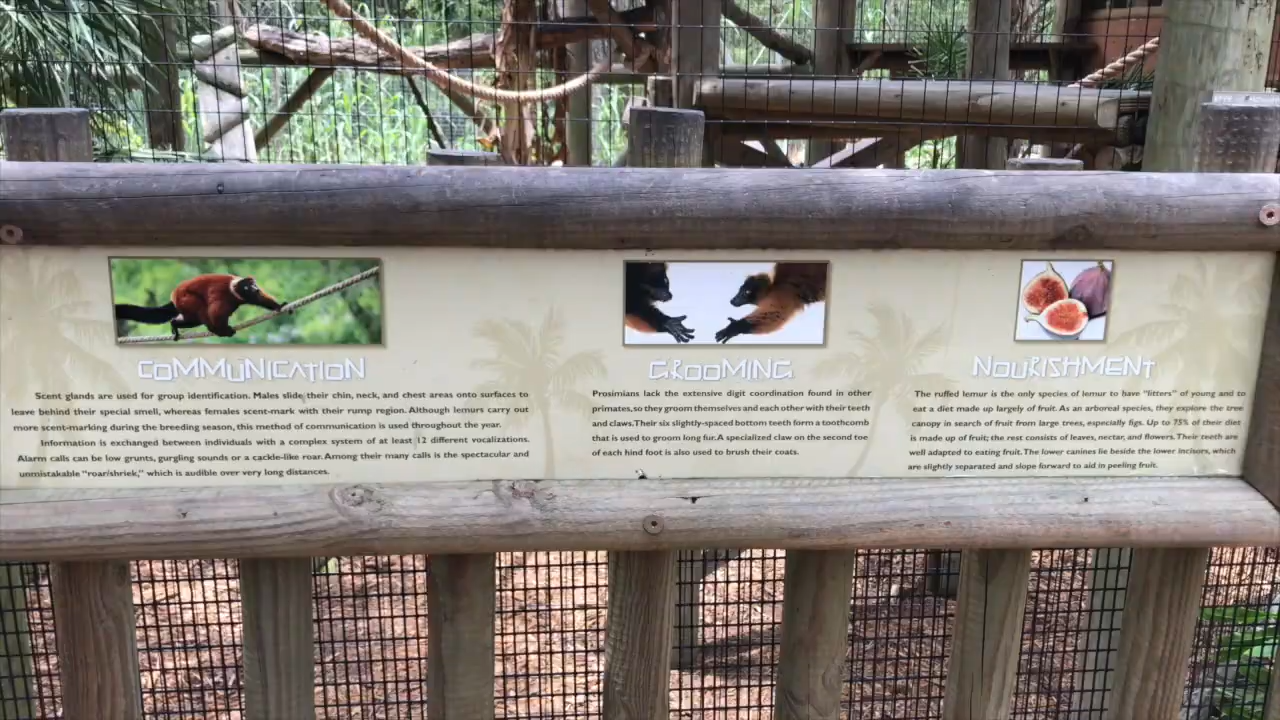 COMMUNICATION
Scent glands are used for group identification. Males slide their chin, neck, and chest areas onto surfaces to
leave behind their special smell, whereas females scent-mark with their rump region. Although lemurs carry out
more scent-marking during the breeding season, this method of communication is used throughout the year.
Information is exchanged between individuals with a complex system of at least 12 different vocalizations.
Alarm calls can be low grunts, gurgling sounds or a cackle-like roar. Among their many calls is the spectacular and
unmistakable “roar/shriek,” which is audible over very long distances.
GROOMING
Prosimians lack the extensive digit coordination found in other
primates, so they groom themselves and each other with their teeth
and claws. Their six slightly-spaced bottom teeth form a toothcomb
that is used to groom long fur. A specialized claw on the second toe
of each hind foot is also used to brush their coats.
NOURISHMENT
The ruffed lemur is the only species of lemur to have “litters” of young and to
eat a diet made up largely of fruit. As an arboreal species, they explore the tree
canopy in search of fruit from large trees, especially figs. Up to 75% of their diet
is made up of fruit; the rest consists of leaves, nectar, and flowers. Their teeth are
well adapted to eating fruit. The lower canines lie beside the lower incisors, which
are slightly separated and slope forward to aid in peeling fruit.